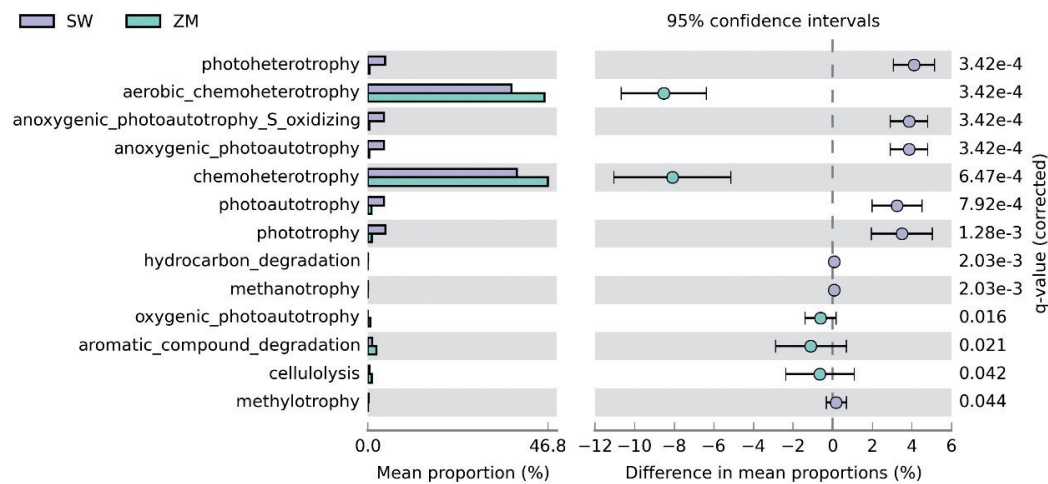 SW ZM
95% confidence intervals
photoheterotrophy 3.42e-4
aerobic_chemoheterotrophy 3.42e-4
anoxygenic_photoautotrophy_S_oxidizing 3.42e-4
anoxygenic_photoautotrophy 3.42e-4
chemoheterotrophy 6.47e-4
photoautotrophy 7.92e-4
phototrophy 1.28e-3
hydrocarbon_degradation 2.03e-3
methanotrophy 2.03e-3
oxygenic_photoautotrophy 0.016
aromatic_compound_degradation 0.021
cellulolysis 0.042
methylotrophy 0.044
q-value (corrected)
0.0 46.8 −12 −10 −8 −6 −4 −2 0 2 4 6
Mean proportion (%) Difference in mean proportions (%)